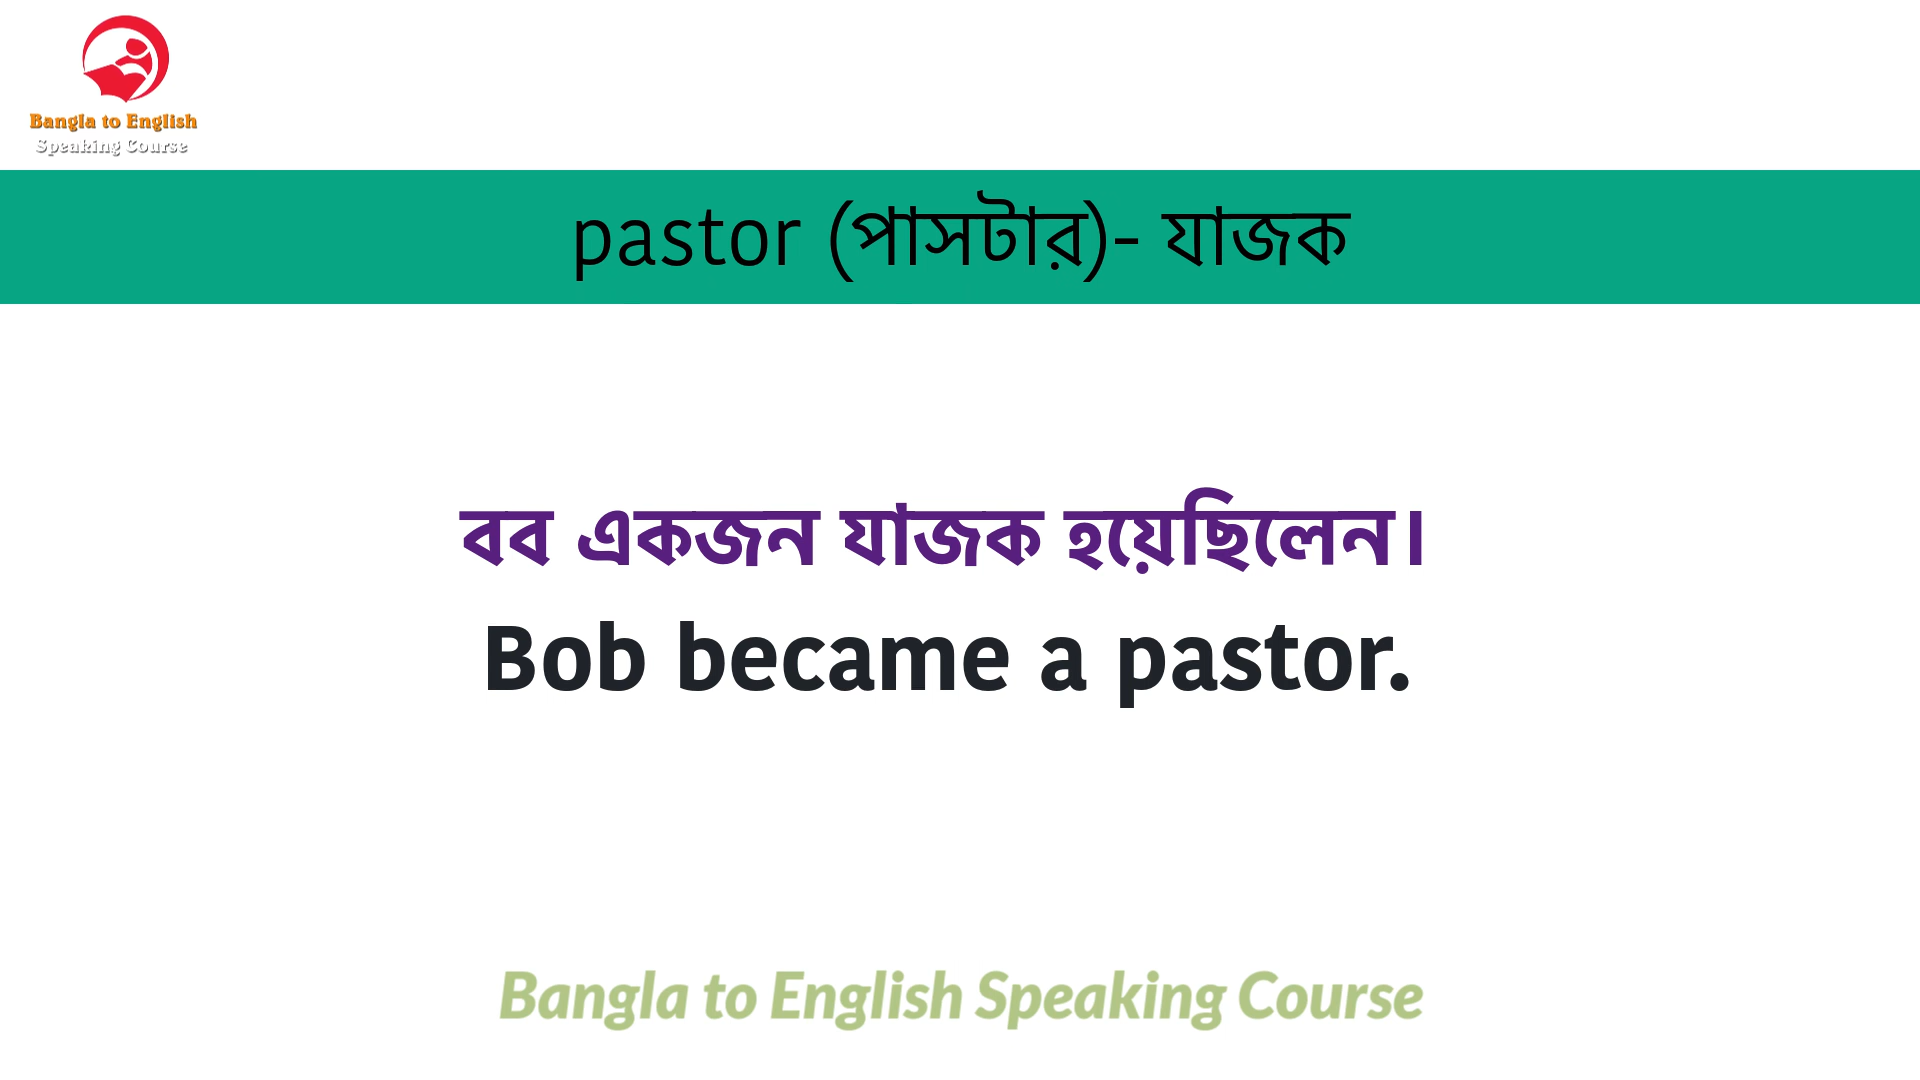 Bangla to English
Speaking Course
pastor (পাসটার)- যাজক
বব একজন যাজক হয়েছিলেন।
Bob became a pastor.
Bangla to English Speaking Course